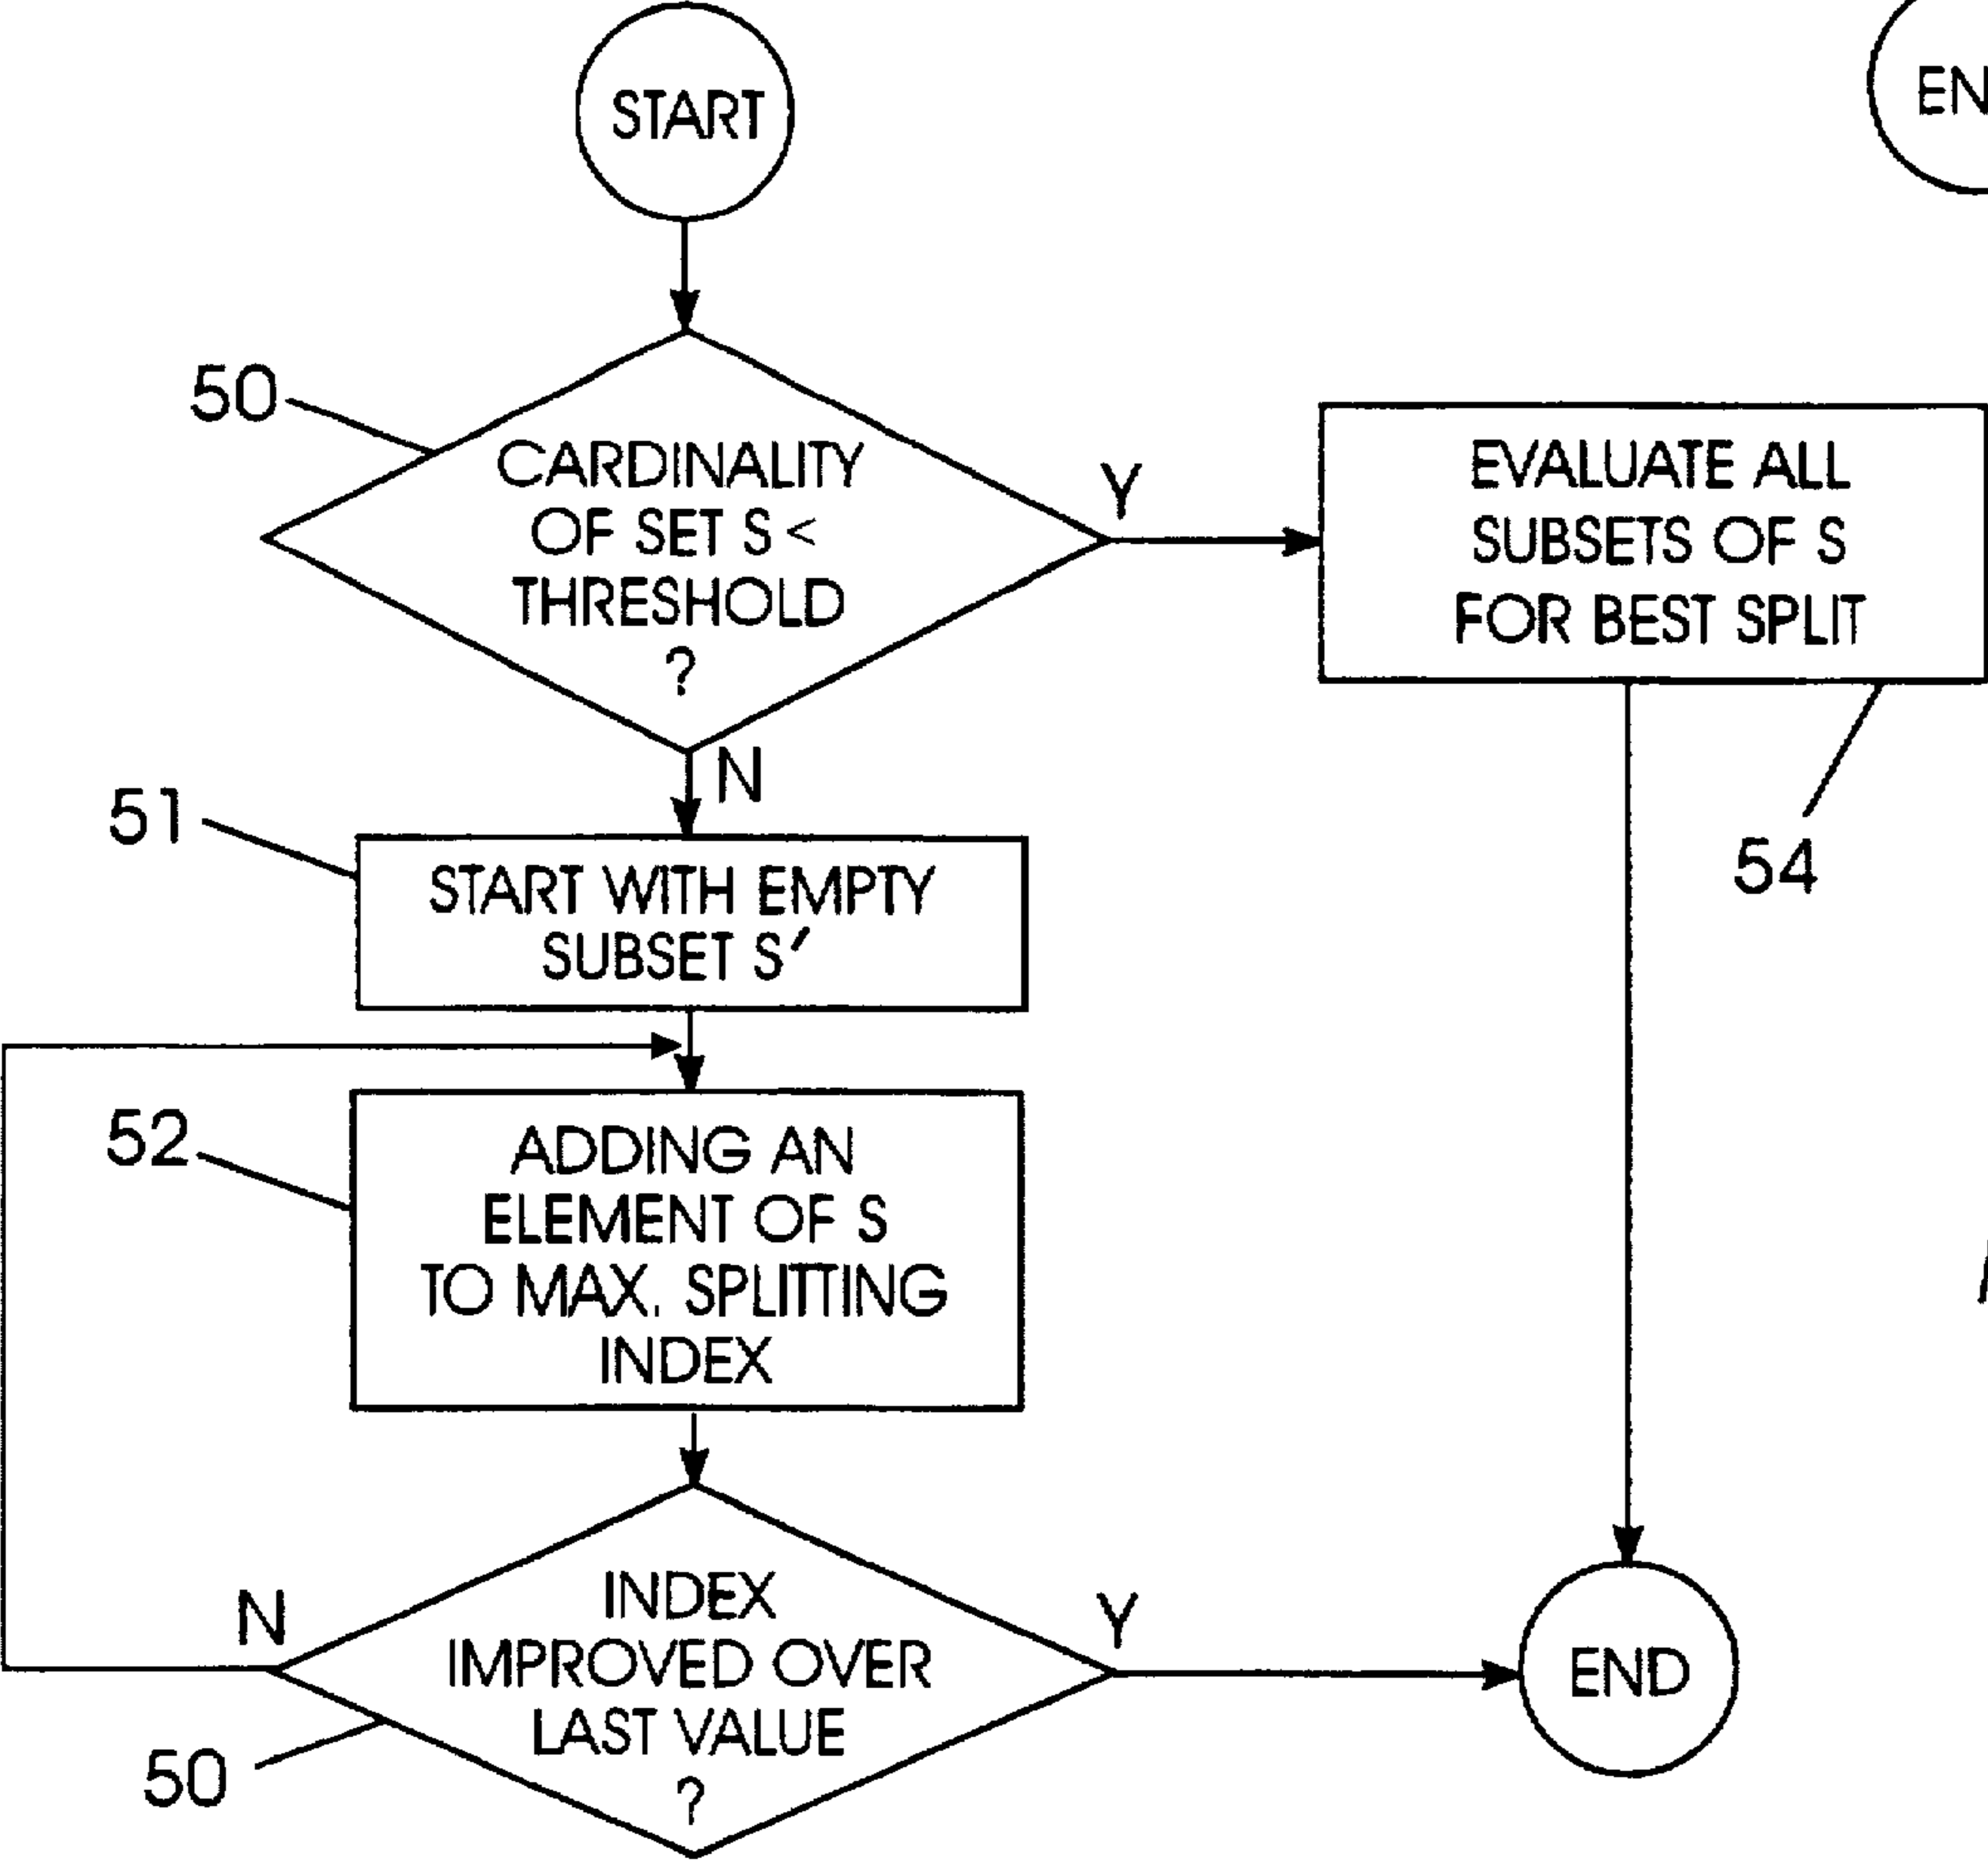 START
EN
50
CARDINALITY
OF SET S <
THRESHOLD
?
Y
EVALUATE ALL
SUBSETS OF S
FOR BEST SPLIT
N
54
51
START WITH EMPTY
SUBSET S′
52
ADDING AN
ELEMENT OF S
TO MAX. SPLITTING
INDEX
N
INDEX
IMPROVED OVER
LAST VALUE
?
Y
END
50